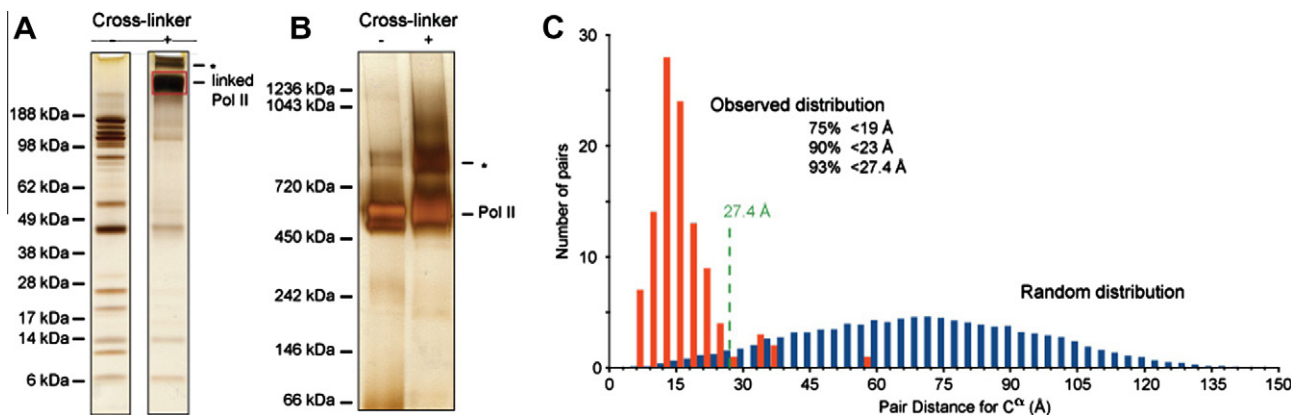 A
Cross-linker
- +
*
linked
Pol II
188 kDa
98 kDa
62 kDa
49 kDa
38 kDa
28 kDa
17 kDa
14 kDa
6 kDa
B
Cross-linker
- +
1236 kDa
1043 kDa
*
720 kDa
Pol II
450 kDa
242 kDa
146 kDa
66 kDa
C
Number of pairs
30
20
10
0
Observed distribution
75% <19 Å
90% <23 Å
93% <27.4 Å
27.4 Å
Random distribution
0 15 30 45 60 75 90 105 120 135 150
Pair Distance for Cα (Å)